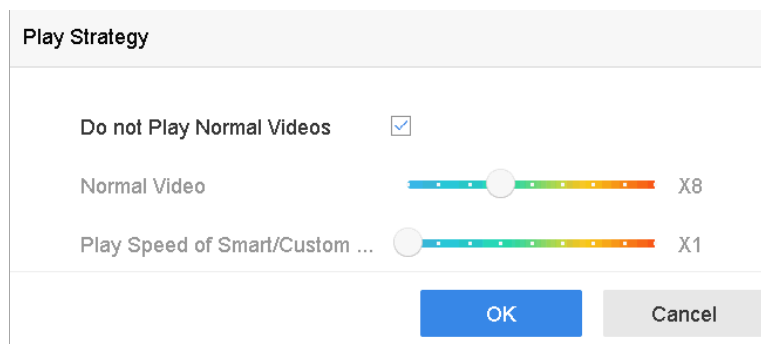 Play Strategy
Do not Play Normal Videos
Normal Video X8
Play Speed of Smart/Custom ... X1
OK Cancel